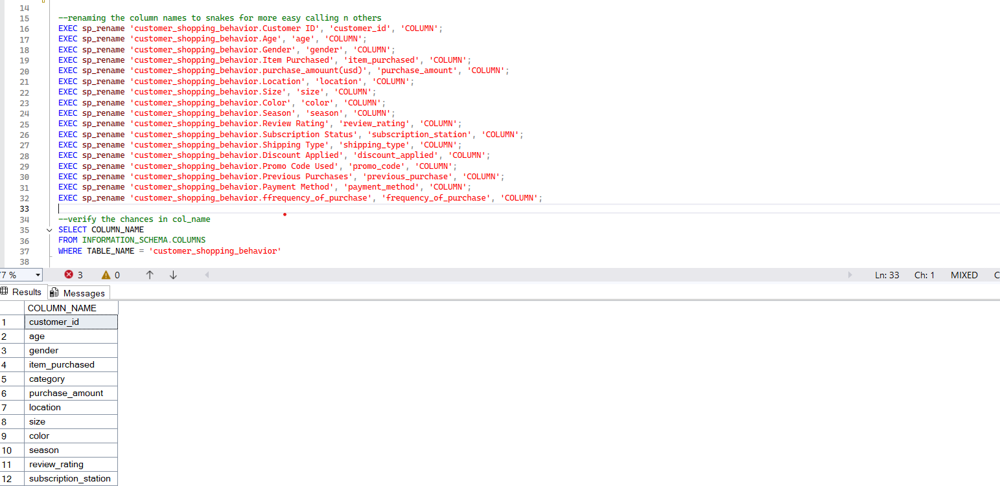 14
15 --renaming the column names to snakes for more easy calling n others
16 EXEC sp_rename 'customer_shopping_behavior.Customer ID', 'customer_id', 'COLUMN';
17 EXEC sp_rename 'customer_shopping_behavior.Age', 'age', 'COLUMN';
18 EXEC sp_rename 'customer_shopping_behavior.Gender', 'gender', 'COLUMN';
19 EXEC sp_rename 'customer_shopping_behavior.Item Purchased', 'item_purchased', 'COLUMN';
20 EXEC sp_rename 'customer_shopping_behavior.purchase_amouunt(usd)', 'purchase_amount', 'COLUMN';
21 EXEC sp_rename 'customer_shopping_behavior.Location', 'location', 'COLUMN';
22 EXEC sp_rename 'customer_shopping_behavior.Size', 'size', 'COLUMN';
23 EXEC sp_rename 'customer_shopping_behavior.Color', 'color', 'COLUMN';
24 EXEC sp_rename 'customer_shopping_behavior.Season', 'season', 'COLUMN';
25 EXEC sp_rename 'customer_shopping_behavior.Review Rating', 'review_rating', 'COLUMN';
26 EXEC sp_rename 'customer_shopping_behavior.Subscription Status', 'subscription_station', 'COLUMN';
27 EXEC sp_rename 'customer_shopping_behavior.Shipping Type', 'shipping_type', 'COLUMN';
28 EXEC sp_rename 'customer_shopping_behavior.Discount Applied', 'discount_applied', 'COLUMN';
29 EXEC sp_rename 'customer_shopping_behavior.Promo Code Used', 'promo_code', 'COLUMN';
30 EXEC sp_rename 'customer_shopping_behavior.Previous Purchases', 'previous_purchase', 'COLUMN';
31 EXEC sp_rename 'customer_shopping_behavior.Payment Method', 'payment_method', 'COLUMN';
32 EXEC sp_rename 'customer_shopping_behavior.ffrequency_of_purchase', 'frequency_of_purchase', 'COLUMN';
33
34 --verify the chances in col_name
35 SELECT COLUMN_NAME
36 FROM INFORMATION_SCHEMA.COLUMNS
37 WHERE TABLE_NAME = 'customer_shopping_behavior'
38
7 % 3 0 Ln: 33 Ch: 1 MIXED
Results Messages
COLUMN_NAME
1 customer_id
2 age
3 gender
4 item_purchased
5 category
6 purchase_amount
7 location
8 size
9 color
10 season
11 review_rating
12 subscription_station